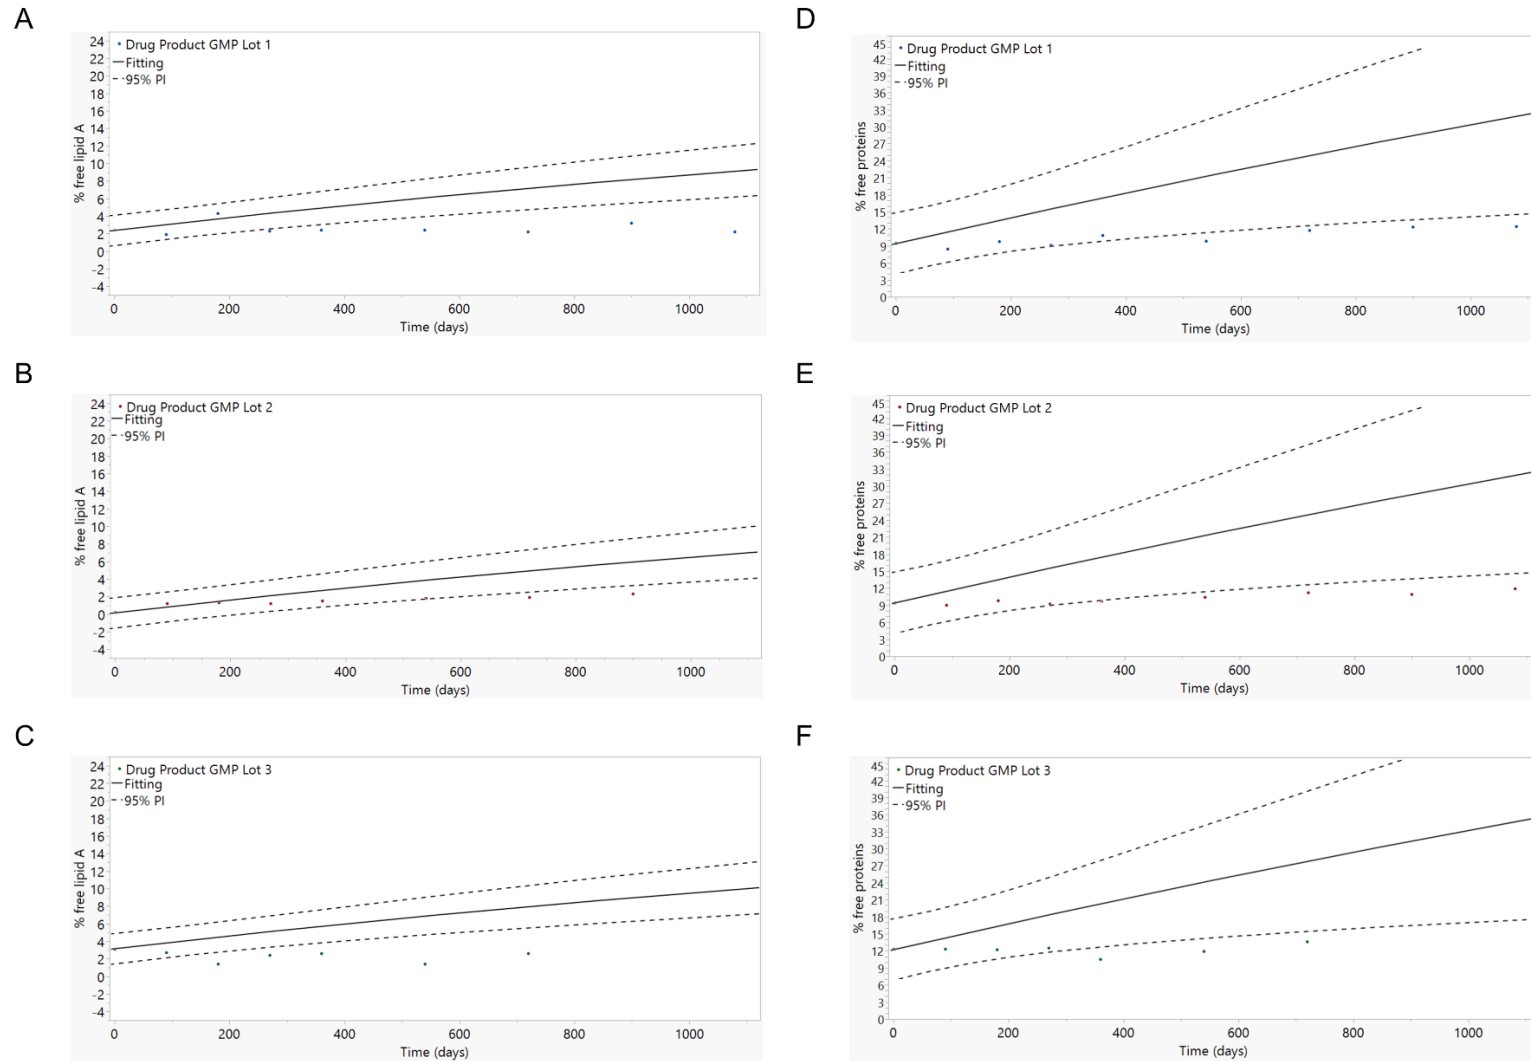 A
24
22
20
18
16
14
12
10
8
6
4
2
0
-2
-4
% free lipid A
Drug Product GMP Lot 1
Fitting
95% PI
0 200 400 600 800 1000
Time (days)
D
45
42
39
36
33
30
27
24
21
18
15
12
9
6
3
0
% free proteins
Drug Product GMP Lot 1
Fitting
95% PI
0 200 400 600 800 1000
Time (days)
B
24
22
20
18
16
14
12
10
8
6
4
2
0
-2
-4
% free lipid A
Drug Product GMP Lot 2
Fitting
95% PI
0 200 400 600 800 1000
Time (days)
E
45
42
39
36
33
30
27
24
21
18
15
12
9
6
3
0
% free proteins
Drug Product GMP Lot 2
Fitting
95% PI
0 200 400 600 800 1000
Time (days)
C
24
22
20
18
16
14
12
10
8
6
4
2
0
-2
-4
% free lipid A
Drug Product GMP Lot 3
Fitting
95% PI
0 200 400 600 800 1000
Time (days)
F
45
42
39
36
33
30
27
24
21
18
15
12
9
6
3
0
% free proteins
Drug Product GMP Lot 3
Fitting
95% PI
0 200 400 600 800 1000
Time (days)